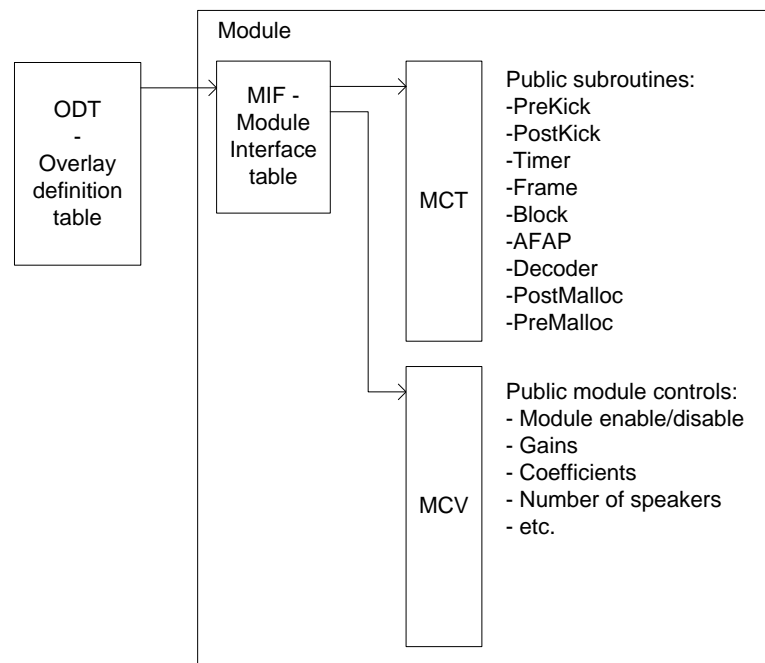 Module
ODT
-
Overlay
definition
table
MIF -
Module
Interface
table
MCT
Public subroutines:
-PreKick
-PostKick
-Timer
-Frame
-Block
-AFAP
-Decoder
-PostMalloc
-PreMalloc
MCV
Public module controls:
- Module enable/disable
- Gains
- Coefficients
- Number of speakers
- etc.